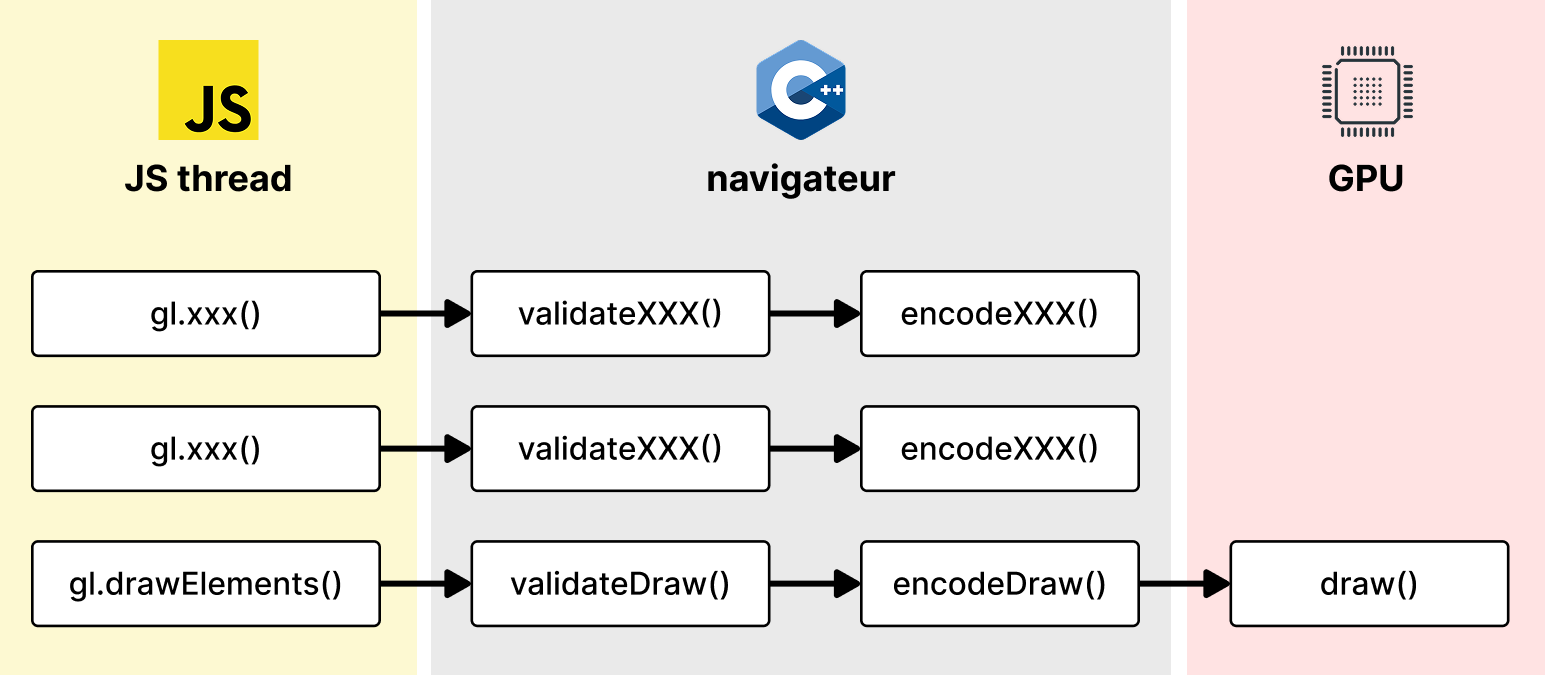 JS
JS thread
C++
navigateur
GPU
gl.xxx()
validateXXX()
encodeXXX()
gl.xxx()
validateXXX()
encodeXXX()
gl.drawElements()
validateDraw()
encodeDraw()
draw()